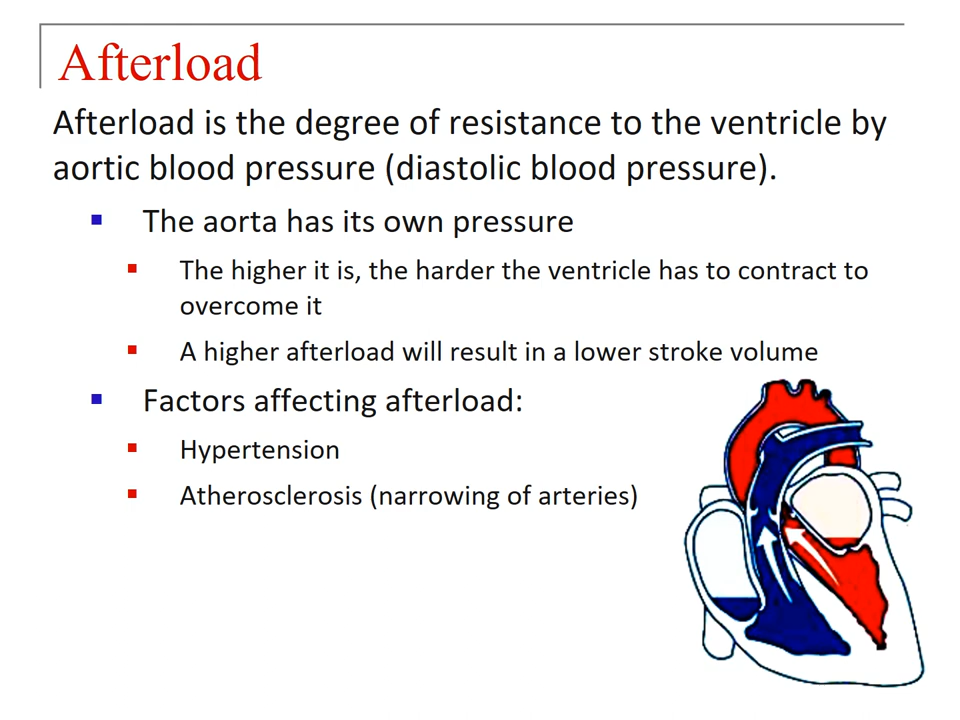 Afterload
Afterload is the degree of resistance to the ventricle by
aortic blood pressure (diastolic blood pressure).
The aorta has its own pressure
The higher it is, the harder the ventricle has to contract to
overcome it
A higher afterload will result in a lower stroke volume
Factors affecting afterload:
Hypertension
Atherosclerosis (narrowing of arteries)